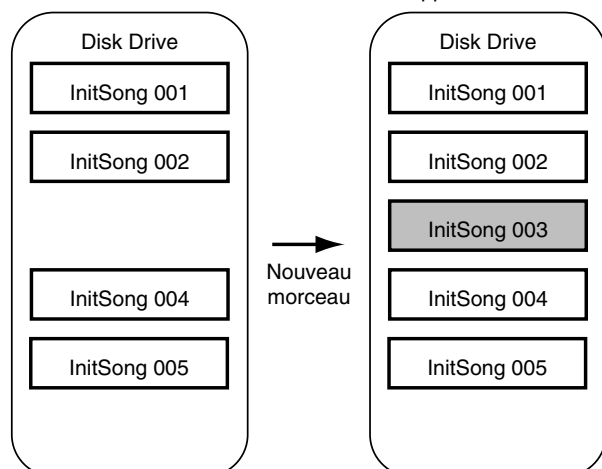 Disk Drive
InitSong 001
InitSong 002
InitSong 004
InitSong 005
Nouveau
morceau
Disk Drive
InitSong 001
InitSong 002
InitSong 003
InitSong 004
InitSong 005